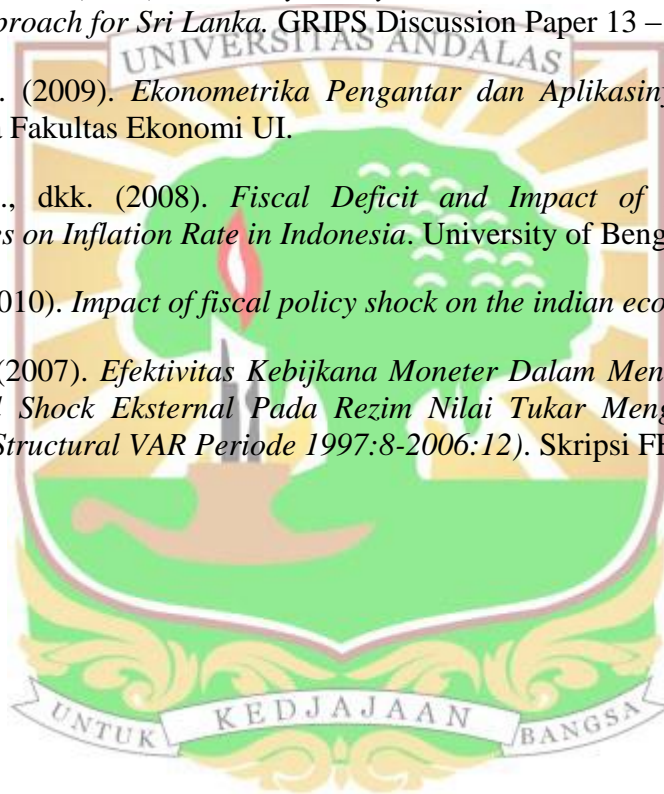 proach for Sri Lanka. GRIPS Discussion Paper 13 –
UNIVERSITAS ANDALAS
. (2009). Ekonometrika Pengantar dan Aplikasiny
a Fakultas Ekonomi UI.
., dkk. (2008). Fiscal Deficit and Impact of
es on Inflation Rate in Indonesia. University of Beng
010). Impact of fiscal policy shock on the indian eco
(2007). Efektivitas Kebijkana Moneter Dalam Men
l Shock Eksternal Pada Rezim Nilai Tukar Meng
Structural VAR Periode 1997:8-2006:12). Skripsi FE
UNTUK KEDJAJAAN BANGSA